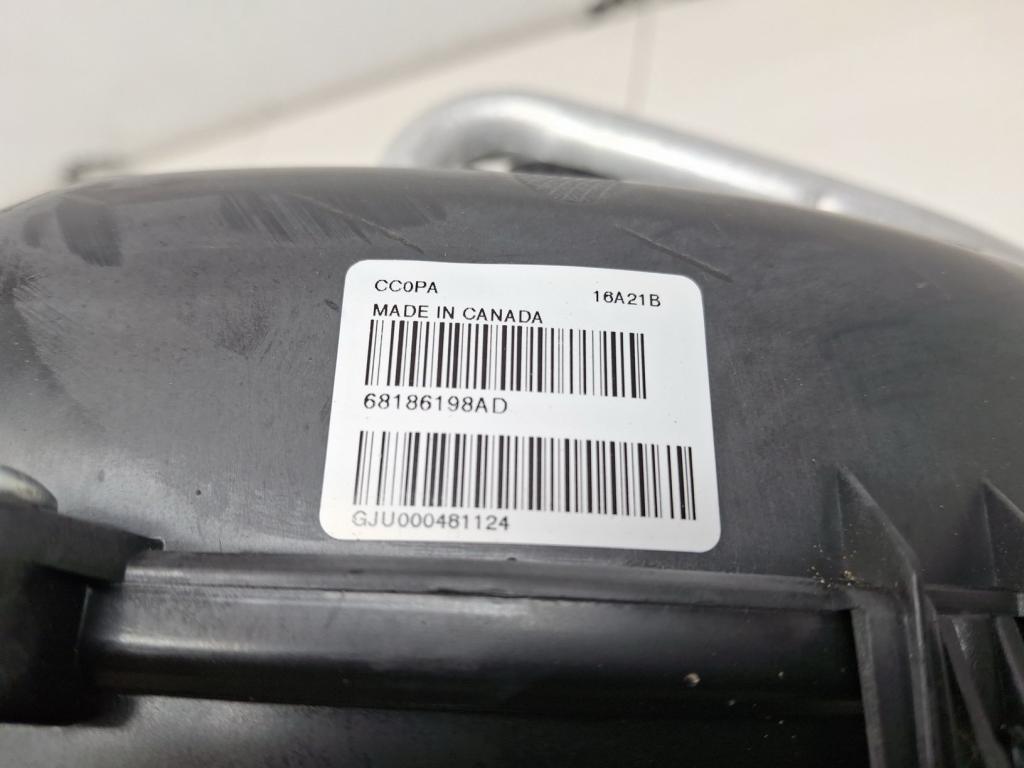 CC0PA 16A21B
MADE IN CANADA
68186198AD
GJU000481124